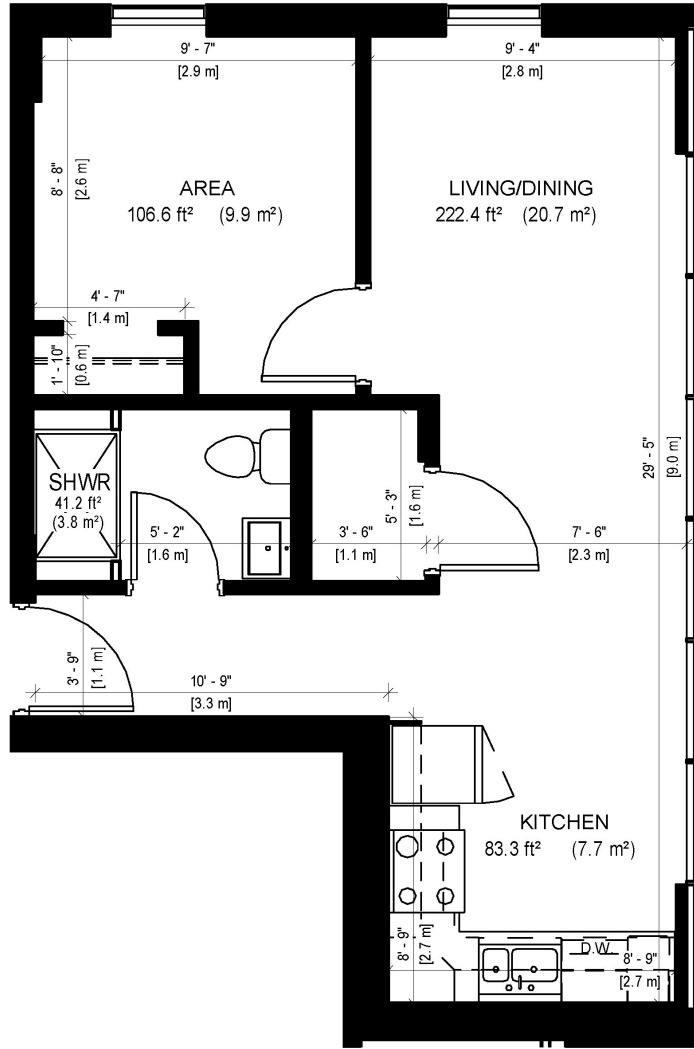 9' - 7"
[2.9 m]
9' - 4"
[2.8 m]
8' - 8"
[2.6 m]
AREA
106.6 ft² (9.9 m²)
LIVING/DINING
222.4 ft² (20.7 m²)
4' - 7"
[1.4 m]
1' - 10"
[0.6 m]
29' - 5"
[9.0 m]
SHWR
41.2 ft²
(3.8 m²)
5' - 2"
[1.6 m]
5' - 3"
[1.6 m]
3' - 6"
[1.1 m]
7' - 6"
[2.3 m]
3' - 9"
[1.1 m]
10' - 9"
[3.3 m]
KITCHEN
83.3 ft² (7.7 m²)
8' - 9"
[2.7 m]
D.W.
8' - 9"
[2.7 m]